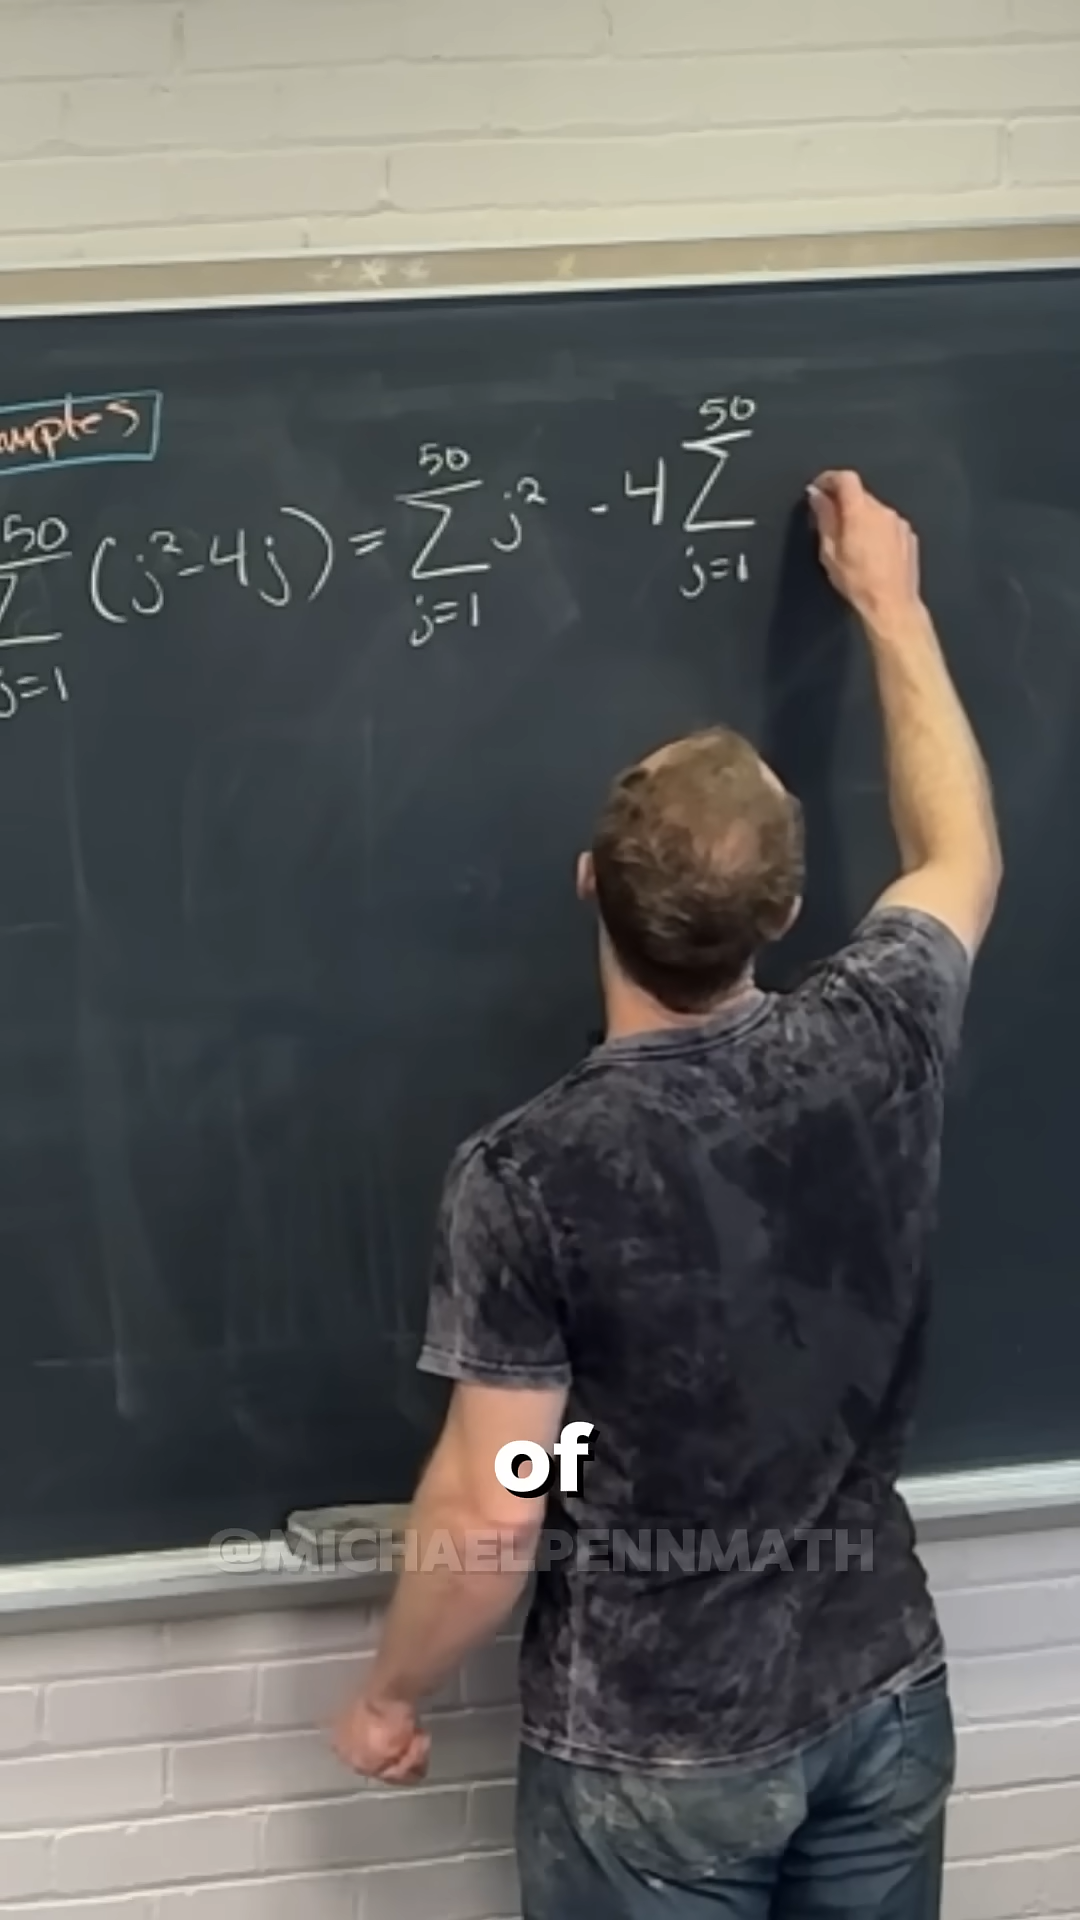 amples
50 50 50
∑ (j²-4j) = ∑ j² - 4 ∑
j=1 j=1 j=1
of
@MICHAELPENNMATH